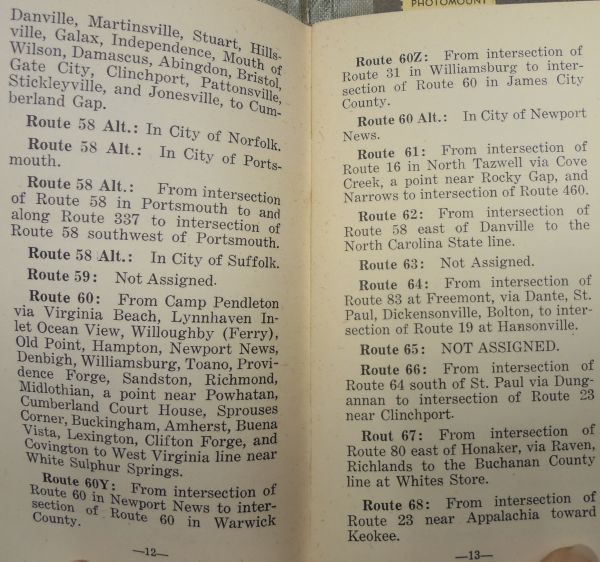 PHOTOMOUNT
Danville, Martinsville, Stuart, Hills-
ville, Galax, Independence, Mouth of
Wilson, Damascus, Abingdon, Bristol,
Gate City, Clinchport, Pattonsville,
Stickleyville, and Jonesville, to Cum-
berland Gap.
Route 58 Alt.: In City of Norfolk.
Route 58 Alt.: In City of Ports-
mouth.
Route 58 Alt.: From intersection
of Route 58 in Portsmouth to and
along Route 337 to intersection of
Route 58 southwest of Portsmouth.
Route 58 Alt.: In City of Suffolk.
Route 59: Not Assigned.
Route 60: From Camp Pendleton
via Virginia Beach, Lynnhaven In-
let Ocean View, Willoughby (Ferry),
Old Point, Hampton, Newport News,
Denbigh, Williamsburg, Toano, Provi-
dence Forge, Sandston, Richmond,
Midlothian, a point near Powhatan,
Cumberland Court House, Sprouses
Corner, Buckingham, Amherst, Buena
Vista, Lexington, Clifton Forge, and
Covington to West Virginia line near
White Sulphur Springs.
Route 60Y: From intersection of
Route 60 in Newport News to inter-
section of Route 60 in Warwick
County.
—12—
Route 60Z: From intersection of
Route 31 in Williamsburg to inter-
section of Route 60 in James City
County.
Route 60 Alt.: In City of Newport
News.
Route 61: From intersection of
Route 16 in North Tazwell via Cove
Creek, a point near Rocky Gap, and
Narrows to intersection of Route 460.
Route 62: From intersection of
Route 58 east of Danville to the
North Carolina State line.
Route 63: Not Assigned.
Route 64: From intersection of
Route 83 at Freemont, via Dante, St.
Paul, Dickensonville, Bolton, to inter-
section of Route 19 at Hansonville.
Route 65: NOT ASSIGNED.
Route 66: From intersection of
Route 64 south of St. Paul via Dung-
annan to intersection of Route 23
near Clinchport.
Rout 67: From intersection of
Route 80 east of Honaker, via Raven,
Richlands to the Buchanan County
line at Whites Store.
Route 68: From intersection of
Route 23 near Appalachia toward
Keokee.
—13—